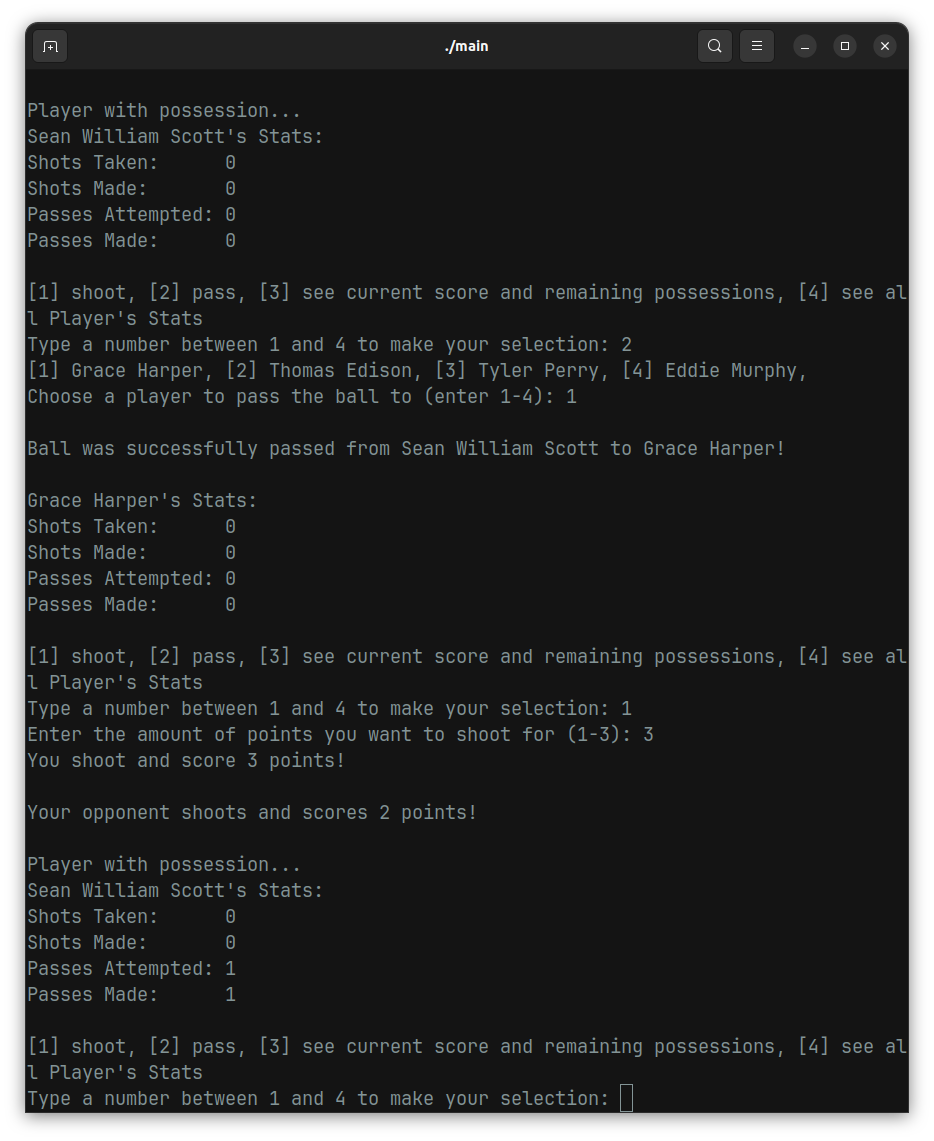 ./main
Player with possession...
Sean William Scott's Stats:
Shots Taken:      0
Shots Made:       0
Passes Attempted: 0
Passes Made:      0
[1] shoot, [2] pass, [3] see current score and remaining possessions, [4] see al
l Player's Stats
Type a number between 1 and 4 to make your selection: 2
[1] Grace Harper, [2] Thomas Edison, [3] Tyler Perry, [4] Eddie Murphy,
Choose a player to pass the ball to (enter 1-4): 1
Ball was successfully passed from Sean William Scott to Grace Harper!
Grace Harper's Stats:
Shots Taken:      0
Shots Made:       0
Passes Attempted: 0
Passes Made:      0
[1] shoot, [2] pass, [3] see current score and remaining possessions, [4] see al
l Player's Stats
Type a number between 1 and 4 to make your selection: 1
Enter the amount of points you want to shoot for (1-3): 3
You shoot and score 3 points!
Your opponent shoots and scores 2 points!
Player with possession...
Sean William Scott's Stats:
Shots Taken:      0
Shots Made:       0
Passes Attempted: 1
Passes Made:      1
[1] shoot, [2] pass, [3] see current score and remaining possessions, [4] see al
l Player's Stats
Type a number between 1 and 4 to make your selection: